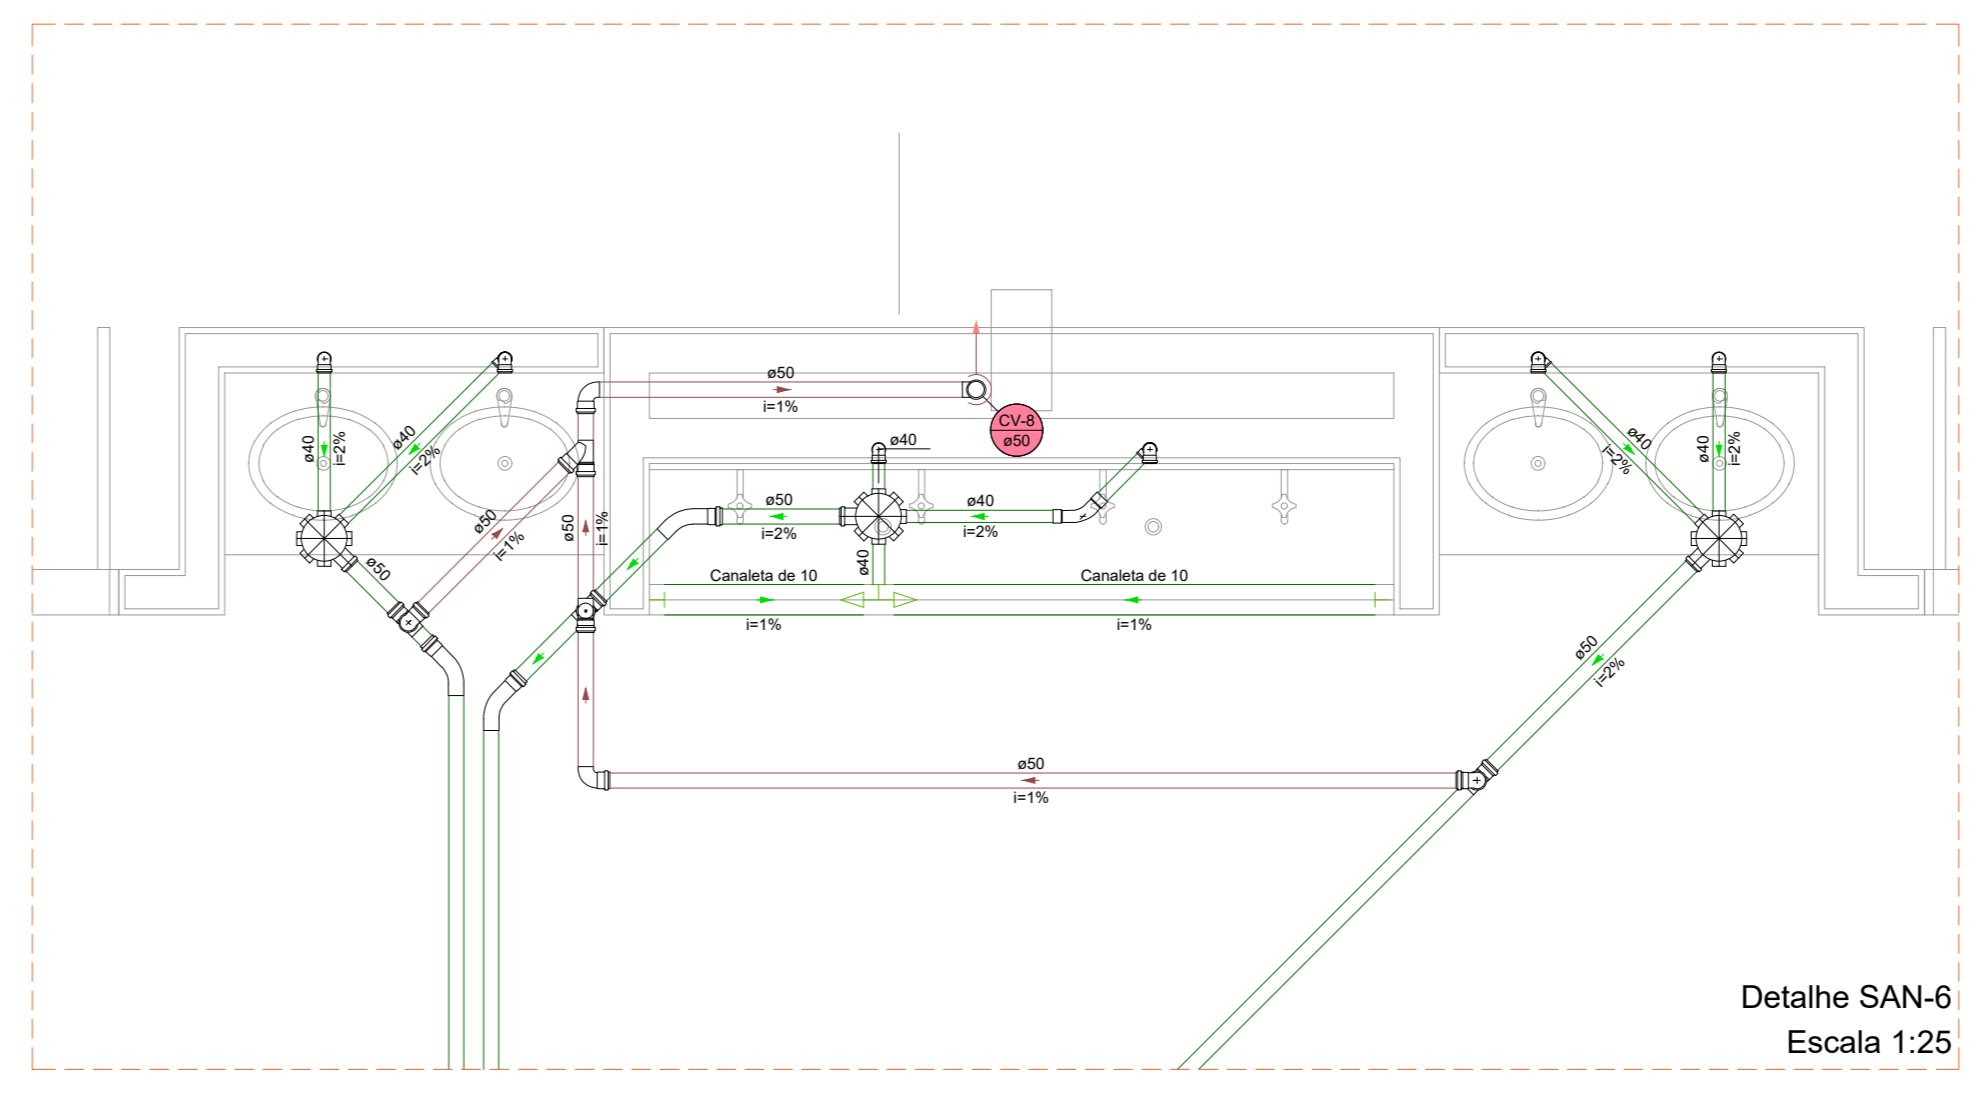 ø50
i=1%
CV-8
ø50
ø40
ø40
i=2%
ø40
i=2%
ø40
i=2%
ø40
i=2%
ø50
i=1%
ø50
i=1%
ø50
i=2%
ø40
i=2%
ø40
ø50
Canaleta de 10
i=1%
Canaleta de 10
i=1%
ø50
i=2%
ø50
i=1%
Detalhe SAN-6
Escala 1:25